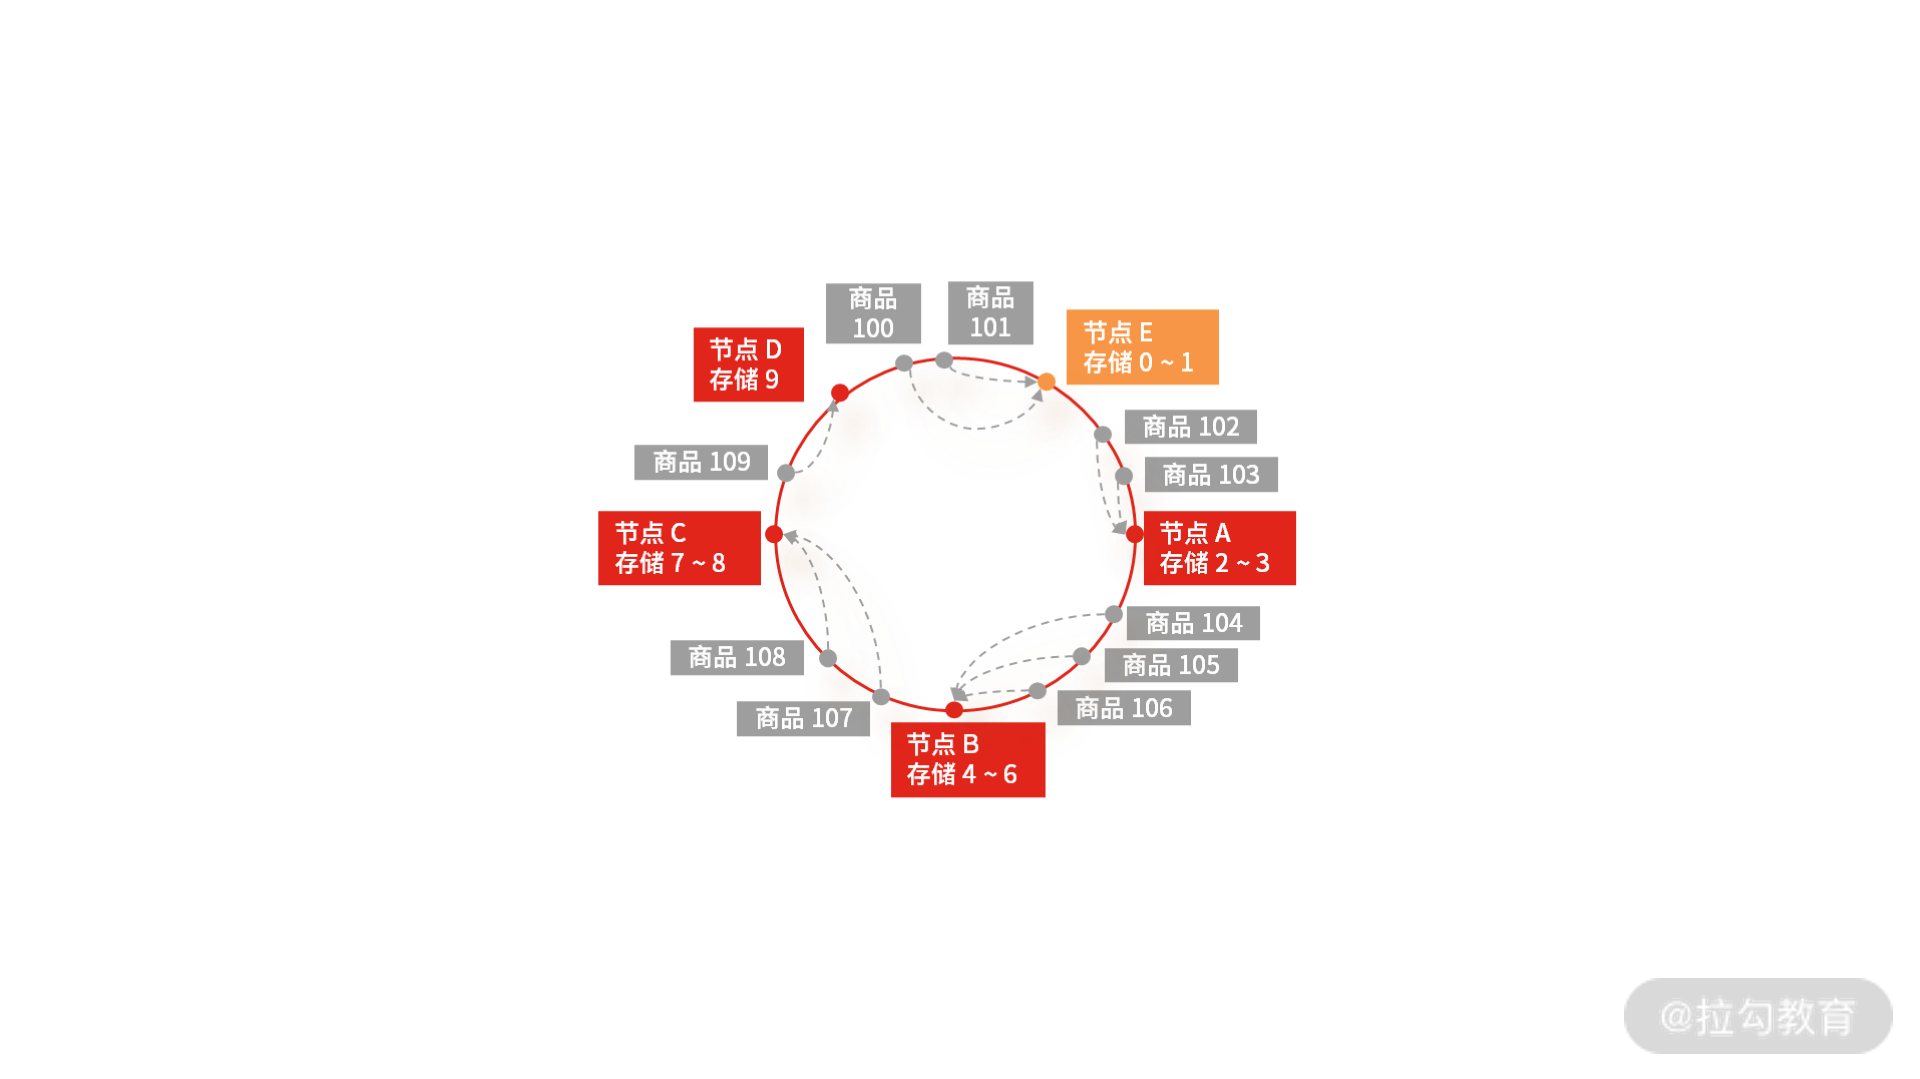 商品
100
商品
101
节点 E
存储 0 ~ 1
节点 D
存储 9
商品 102
商品 109
商品 103
节点 C
存储 7 ~ 8
节点 A
存储 2 ~ 3
商品 104
商品 108
商品 105
商品 106
商品 107
节点 B
存储 4 ~ 6
@拉勾教育